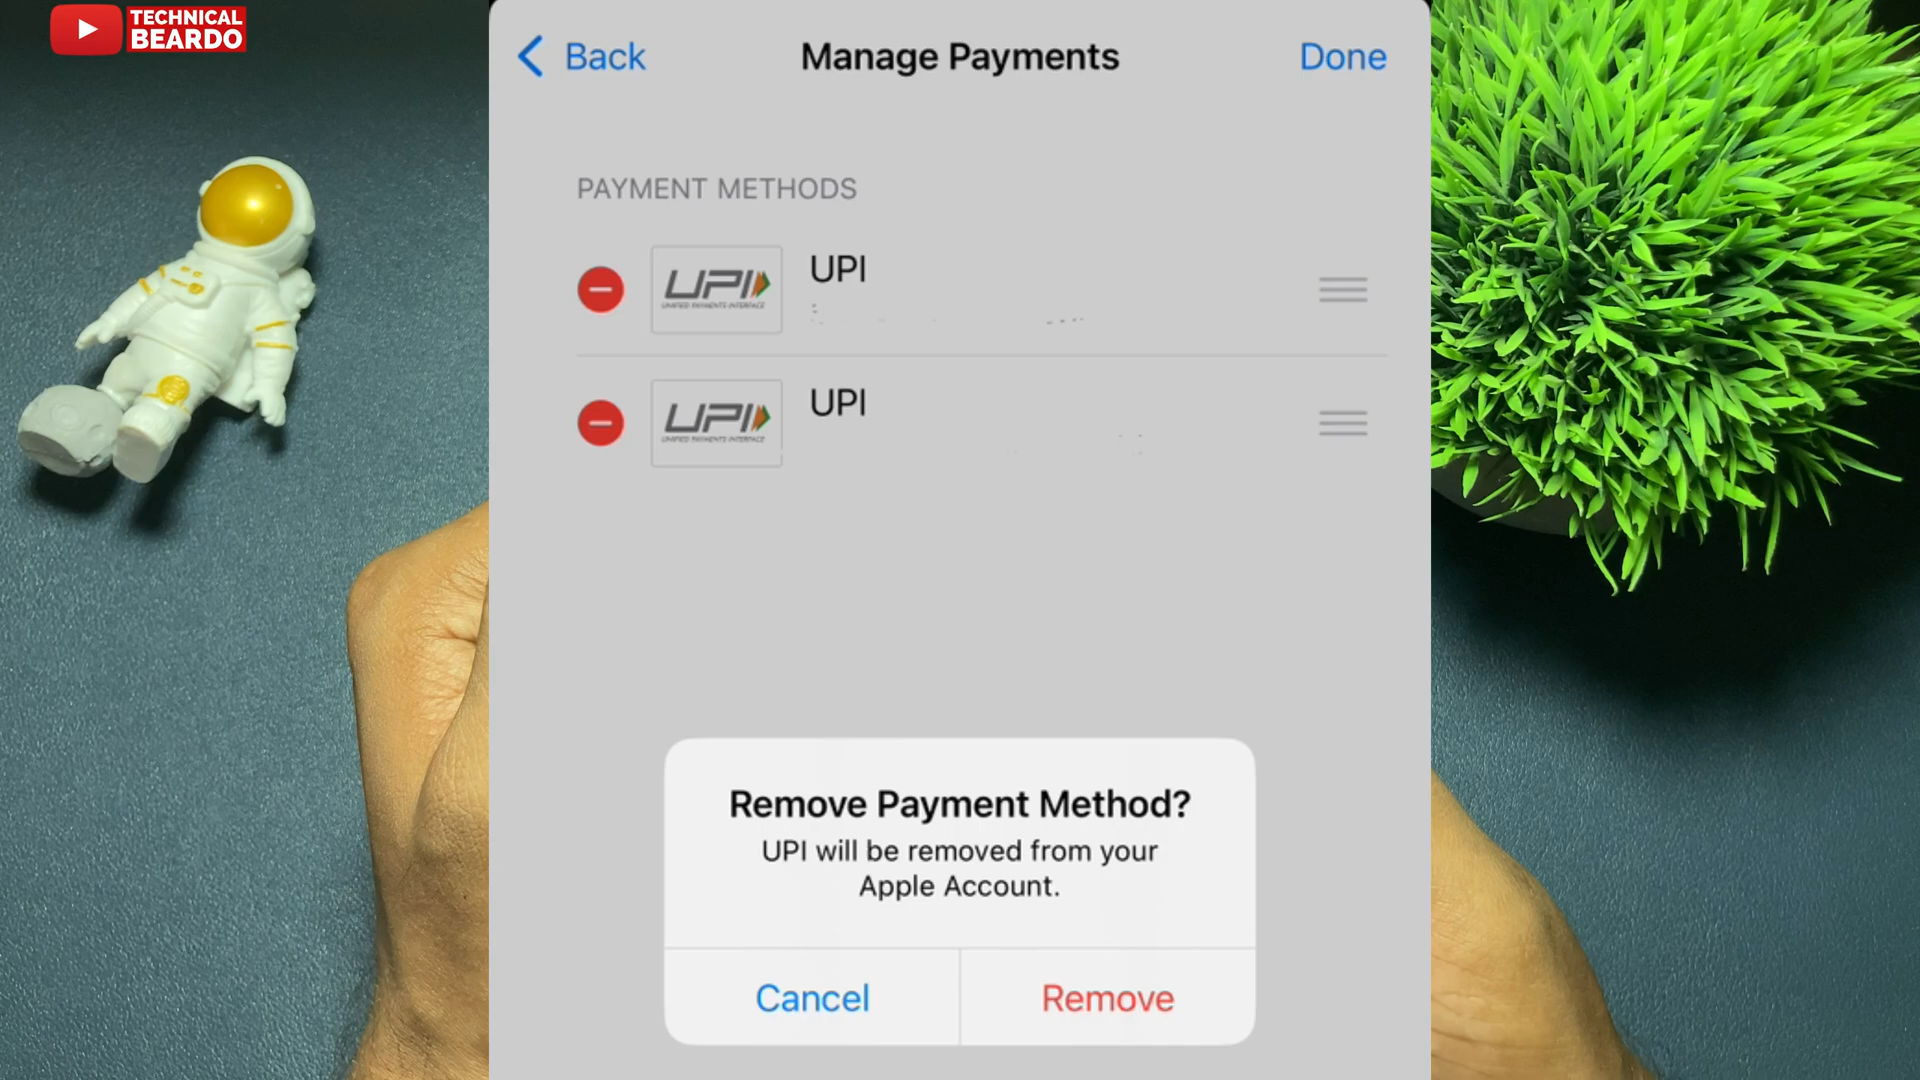 TECHNICAL
BEARDO
Back
Manage Payments
Done
PAYMENT METHODS
UPI
UNIFIED PAYMENTS INTERFACE
UPI
UPI
UNIFIED PAYMENTS INTERFACE
UPI
Remove Payment Method?
UPI will be removed from your
Apple Account.
Cancel
Remove